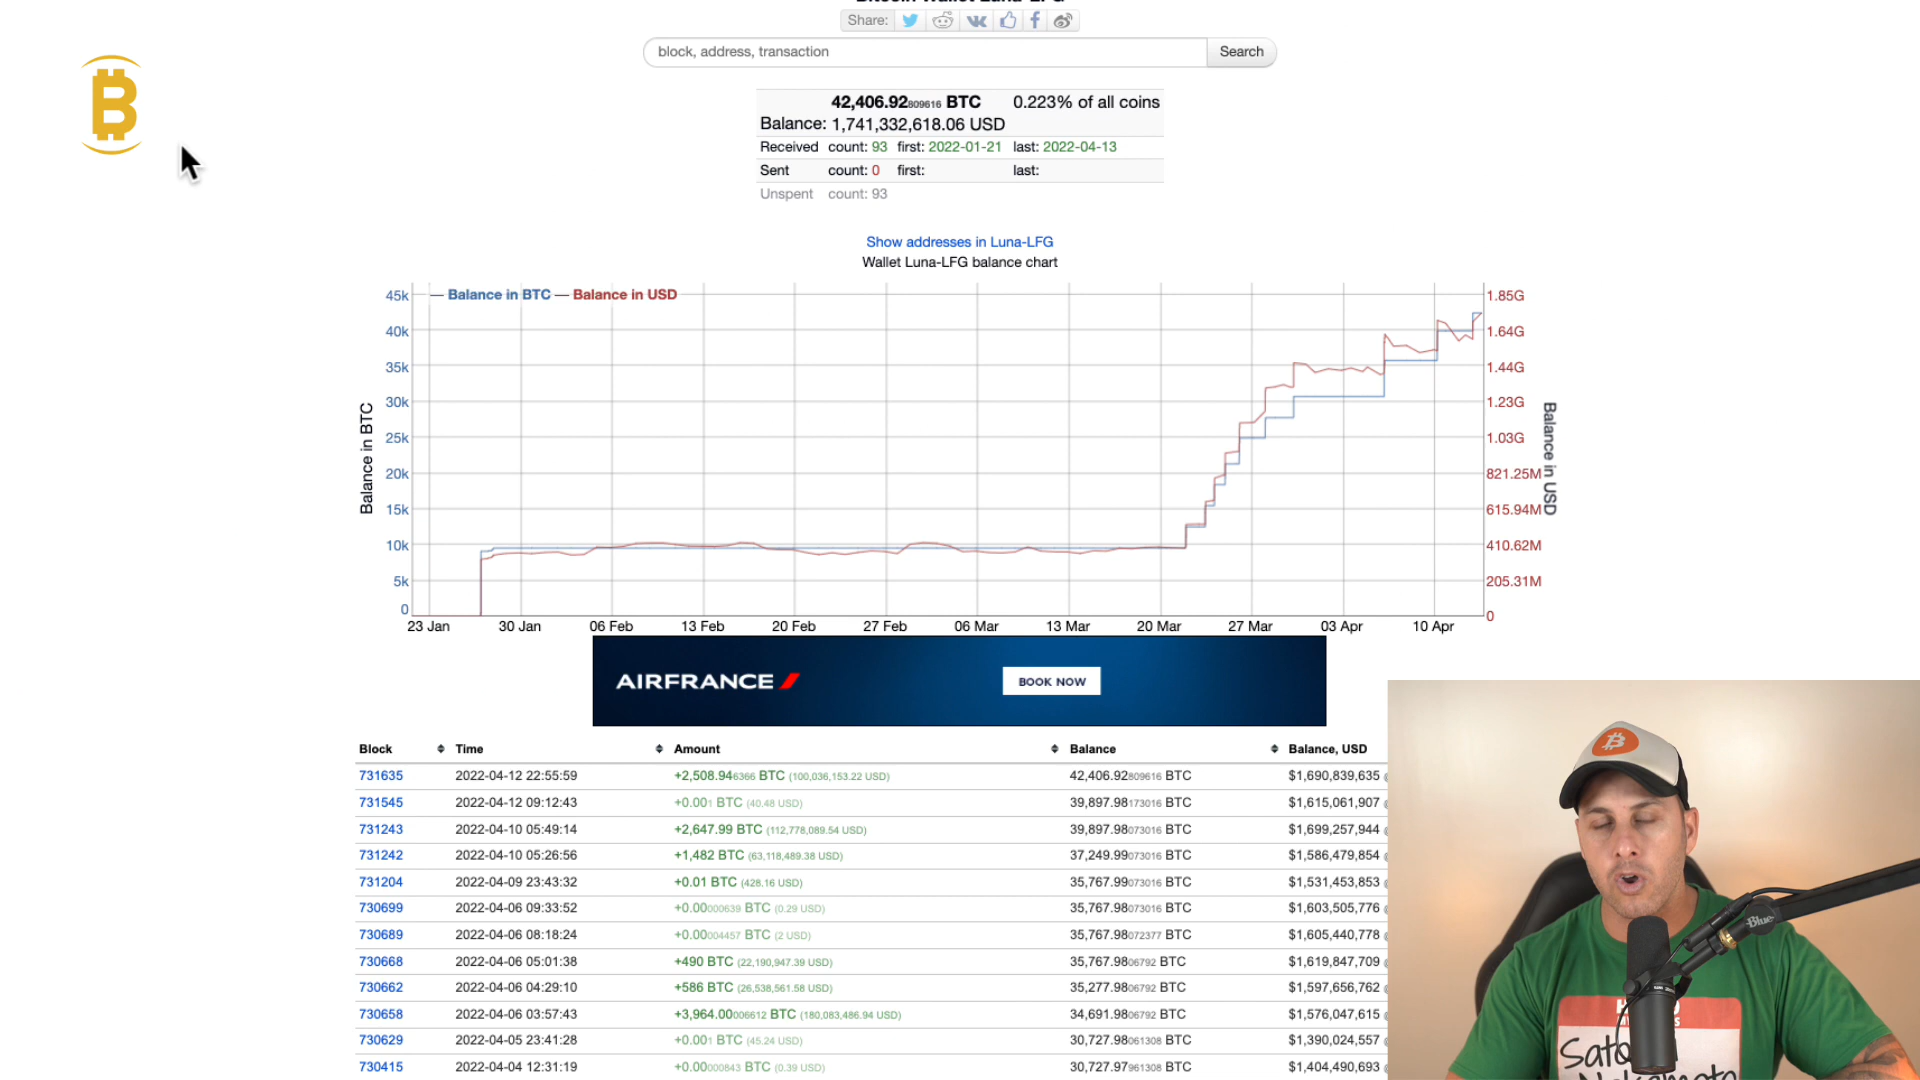 Bitcoin Wallet Luna-LFG
Share:
block, address, transaction Search
42,406.92809616 BTC 0.223% of all coins
Balance: 1,741,332,618.06 USD
Received count: 93 first: 2022-01-21 last: 2022-04-13
Sent count: 0 first: last:
Unspent count: 93
Show addresses in Luna-LFG
Wallet Luna-LFG balance chart
Balance in BTC Balance in USD
45k
40k
35k
30k
25k
20k
15k
10k
5k
0
Balance in BTC
1.85G
1.64G
1.44G
1.23G
1.03G
821.25M
615.94M
410.62M
205.31M
0
Balance in USD
23 Jan 30 Jan 06 Feb 13 Feb 20 Feb 27 Feb 06 Mar 13 Mar 20 Mar 27 Mar 03 Apr 10 Apr
AIRFRANCE BOOK NOW
Block Time Amount Balance Balance, USD
731635 2022-04-12 22:55:59 +2,508.946366 BTC (100,036,153.22 USD) 42,406.92809616 BTC $1,690,839,635
731545 2022-04-12 09:12:43 +0.001 BTC (40.48 USD) 39,897.98173016 BTC $1,615,061,907
731243 2022-04-10 05:49:14 +2,647.99 BTC (112,778,089.54 USD) 39,897.98073016 BTC $1,699,257,944
731242 2022-04-10 05:26:56 +1,482 BTC (63,118,489.38 USD) 37,249.99073016 BTC $1,586,479,854
731204 2022-04-09 23:43:32 +0.01 BTC (428.16 USD) 35,767.99073016 BTC $1,531,453,853
730699 2022-04-06 09:33:52 +0.00000639 BTC (0.29 USD) 35,767.98073016 BTC $1,603,505,776
730689 2022-04-06 08:18:24 +0.00004457 BTC (2 USD) 35,767.98072377 BTC $1,605,440,778
730668 2022-04-06 05:01:38 +490 BTC (22,190,947.39 USD) 35,767.9806792 BTC $1,619,847,709
730662 2022-04-06 04:29:10 +586 BTC (26,538,561.58 USD) 35,277.9806792 BTC $1,597,656,762
730658 2022-04-06 03:57:43 +3,964.00006612 BTC (180,083,486.94 USD) 34,691.9806792 BTC $1,576,047,615
730629 2022-04-05 23:41:28 +0.001 BTC (45.24 USD) 30,727.98061308 BTC $1,390,024,557
730415 2022-04-04 12:31:19 +0.00000843 BTC (0.39 USD) 30,727.97961308 BTC $1,404,490,693
Blue